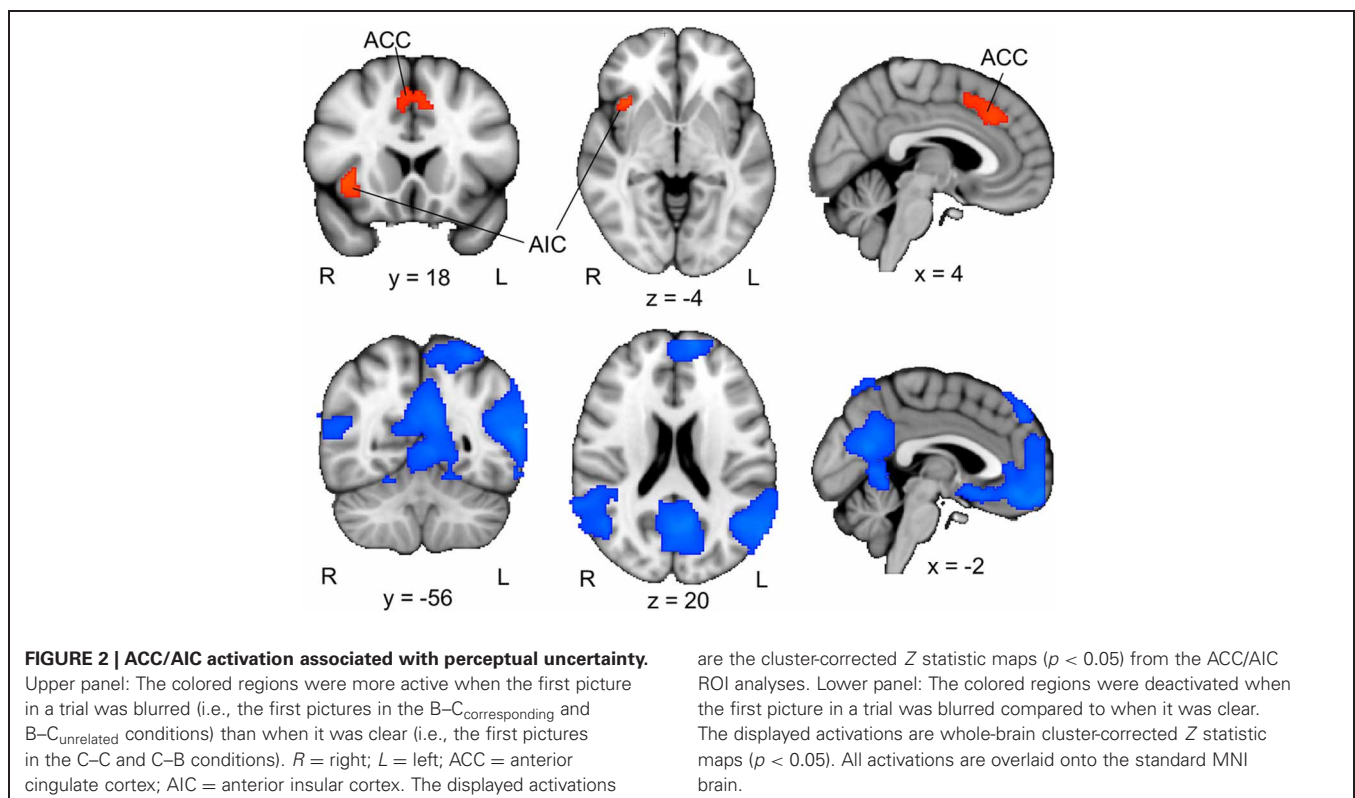 ACC
ACC
AIC
R
y = 18
L
R
z = -4
L
x = 4
R
y = -56
L
R
z = 20
L
x = -2
FIGURE 2 | ACC/AIC activation associated with perceptual uncertainty.
Upper panel: The colored regions were more active when the first picture
in a trial was blurred (i.e., the first pictures in the B–Ccorresponding and
B–Cunrelated conditions) than when it was clear (i.e., the first pictures
in the C–C and C–B conditions). R = right; L = left; ACC = anterior
cingulate cortex; AIC = anterior insular cortex. The displayed activations
are the cluster-corrected Z statistic maps (p < 0.05) from the ACC/AIC
ROI analyses. Lower panel: The colored regions were deactivated when
the first picture in a trial was blurred compared to when it was clear.
The displayed activations are whole-brain cluster-corrected Z statistic
maps (p < 0.05). All activations are overlaid onto the standard MNI
brain.